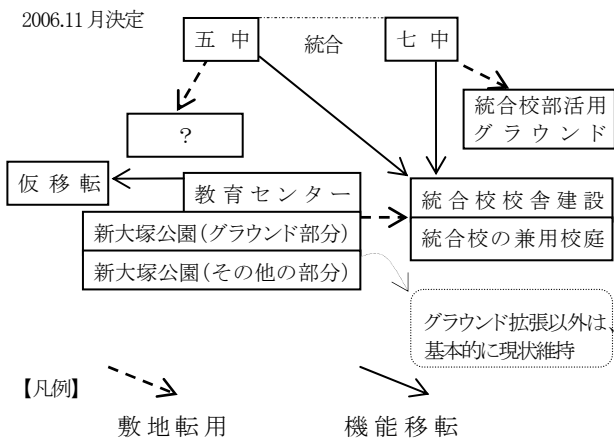 2006.11月決定
五中
統合
七中
統合校部活用
グラウンド
?
仮移転
教育センター
新大塚公園(グラウンド部分)
新大塚公園(その他の部分)
統合校校舎建設
統合校の兼用校庭
グラウンド拡張以外は、
基本的に現状維持
【凡例】
敷地転用
機能移転